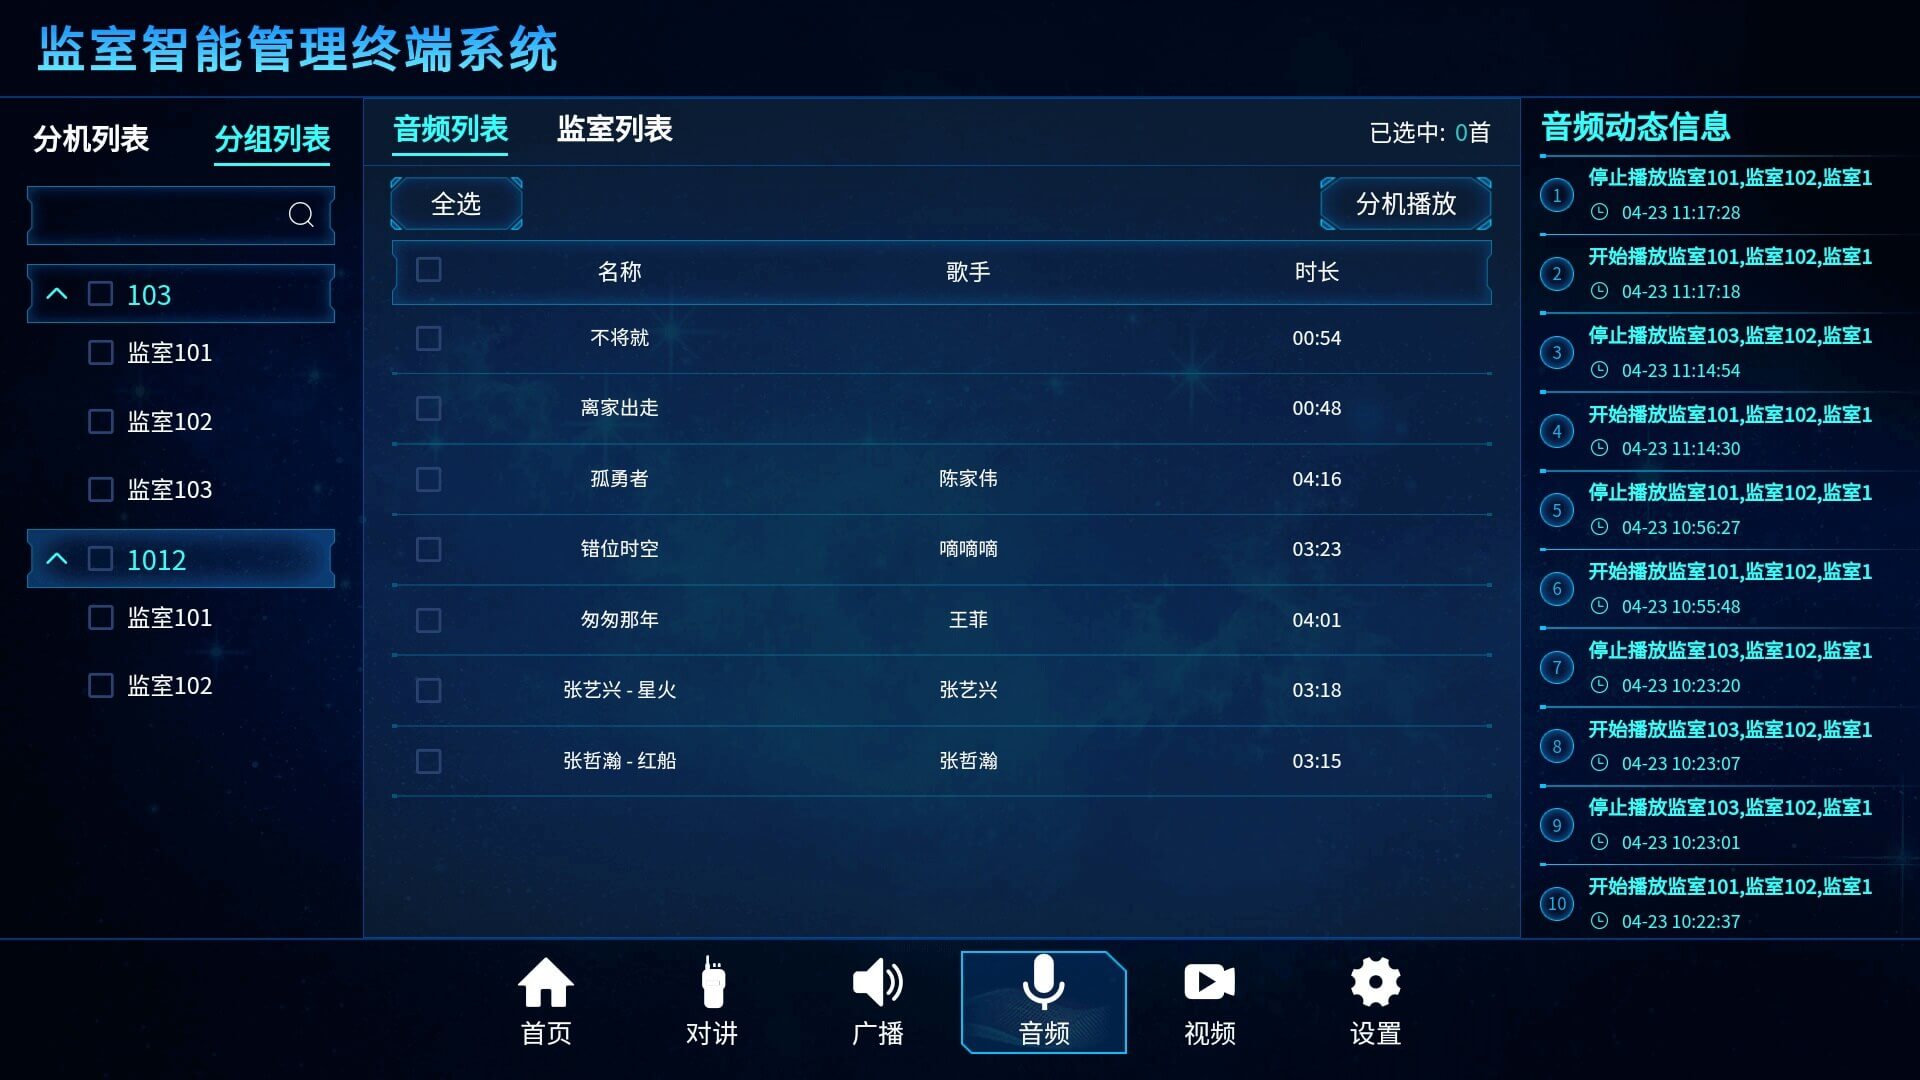 监室智能管理终端系统
分机列表 分组列表
103
监室101
监室102
监室103
1012
监室101
监室102
音频列表 监室列表 已选中: 0首
全选 分机播放
名称 歌手 时长
不将就 00:54
离家出走 00:48
孤勇者 陈家伟 04:16
错位时空 嘀嘀嘀 03:23
匆匆那年 王菲 04:01
张艺兴 - 星火 张艺兴 03:18
张哲瀚 - 红船 张哲瀚 03:15
音频动态信息
1 停止播放监室101,监室102,监室1
04-23 11:17:28
2 开始播放监室101,监室102,监室1
04-23 11:17:18
3 停止播放监室103,监室102,监室1
04-23 11:14:54
4 开始播放监室101,监室102,监室1
04-23 11:14:30
5 停止播放监室101,监室102,监室1
04-23 10:56:27
6 开始播放监室101,监室102,监室1
04-23 10:55:48
7 停止播放监室103,监室102,监室1
04-23 10:23:20
8 开始播放监室103,监室102,监室1
04-23 10:23:07
9 停止播放监室103,监室102,监室1
04-23 10:23:01
10 开始播放监室101,监室102,监室1
04-23 10:22:37
首页 对讲 广播 音频 视频 设置